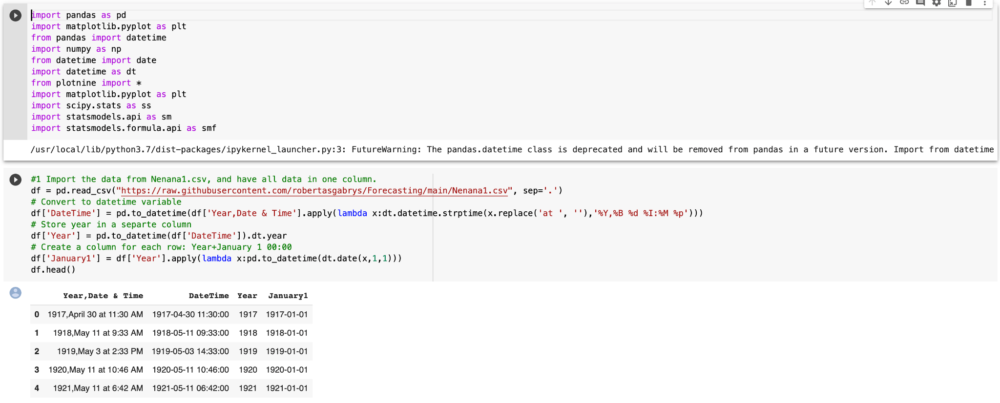 import pandas as pd
import matplotlib.pyplot as plt
from pandas import datetime
import numpy as np
from datetime import date
import datetime as dt
from plotnine import *
import matplotlib.pyplot as plt
import scipy.stats as ss
import statsmodels.api as sm
import statsmodels.formula.api as smf
/usr/local/lib/python3.7/dist-packages/ipykernel_launcher.py:3: FutureWarning: The pandas.datetime class is deprecated and will be removed from pandas in a future version. Import from datetime
#1 Import the data from Nenana1.csv, and have all data in one column.
df = pd.read_csv("https://raw.githubusercontent.com/robertasgabrys/Forecasting/main/Nenana1.csv", sep='.')
# Convert to datetime variable
df['DateTime'] = pd.to_datetime(df['Year,Date & Time'].apply(lambda x:dt.datetime.strptime(x.replace('at ', ''),'%Y,%B %d %I:%M %p')))
# Store year in a separte column
df['Year'] = pd.to_datetime(df['DateTime']).dt.year
# Create a column for each row: Year+January 1 00:00
df['January1'] = df['Year'].apply(lambda x:pd.to_datetime(dt.date(x,1,1)))
df.head()
Year,Date & Time DateTime Year January1
0 1917,April 30 at 11:30 AM 1917-04-30 11:30:00 1917 1917-01-01
1 1918,May 11 at 9:33 AM 1918-05-11 09:33:00 1918 1918-01-01
2 1919,May 3 at 2:33 PM 1919-05-03 14:33:00 1919 1919-01-01
3 1920,May 11 at 10:46 AM 1920-05-11 10:46:00 1920 1920-01-01
4 1921,May 11 at 6:42 AM 1921-05-11 06:42:00 1921 1921-01-01